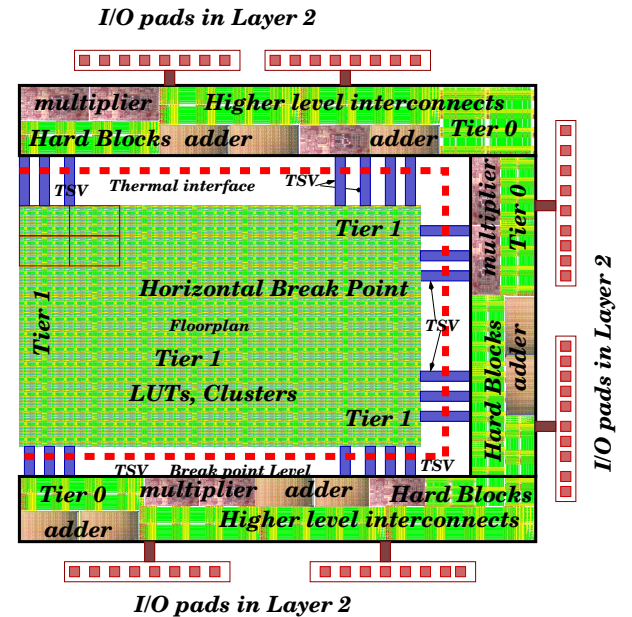 I/O pads in Layer 2
multiplier Higher level interconnects
Hard Blocks adder adder Tier 0
TSV Thermal interface TSV
multiplier
Tier 0
Tier 1
Horizontal Break Point
Tier 1
Floorplan
TSV
Tier 1
LUTs, Clusters
Tier 1
Hard Blocks
adder
I/O pads in Layer 2
TSV Break point Level TSV
Tier 0 multiplier adder Hard Blocks
adder Higher level interconnects
I/O pads in Layer 2